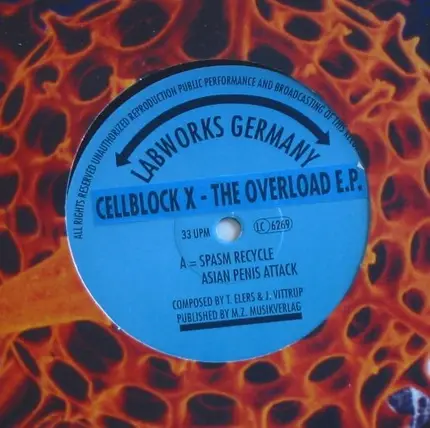 ALL RIGHTS RESERVED UNAUTHORIZED REPRODUCTION PUBLIC PERFORMANCE AND BROADCASTING OF THIS
LABWORKS GERMANY
CELLBLOCK X - THE OVERLOAD E.P.
33 UPM
LC 6269
A = SPASM RECYCLE
ASIAN PENIS ATTACK
COMPOSED BY T. ELERS & J. VITTRUP
PUBLISHED BY M.Z. MUSIKVERLAG